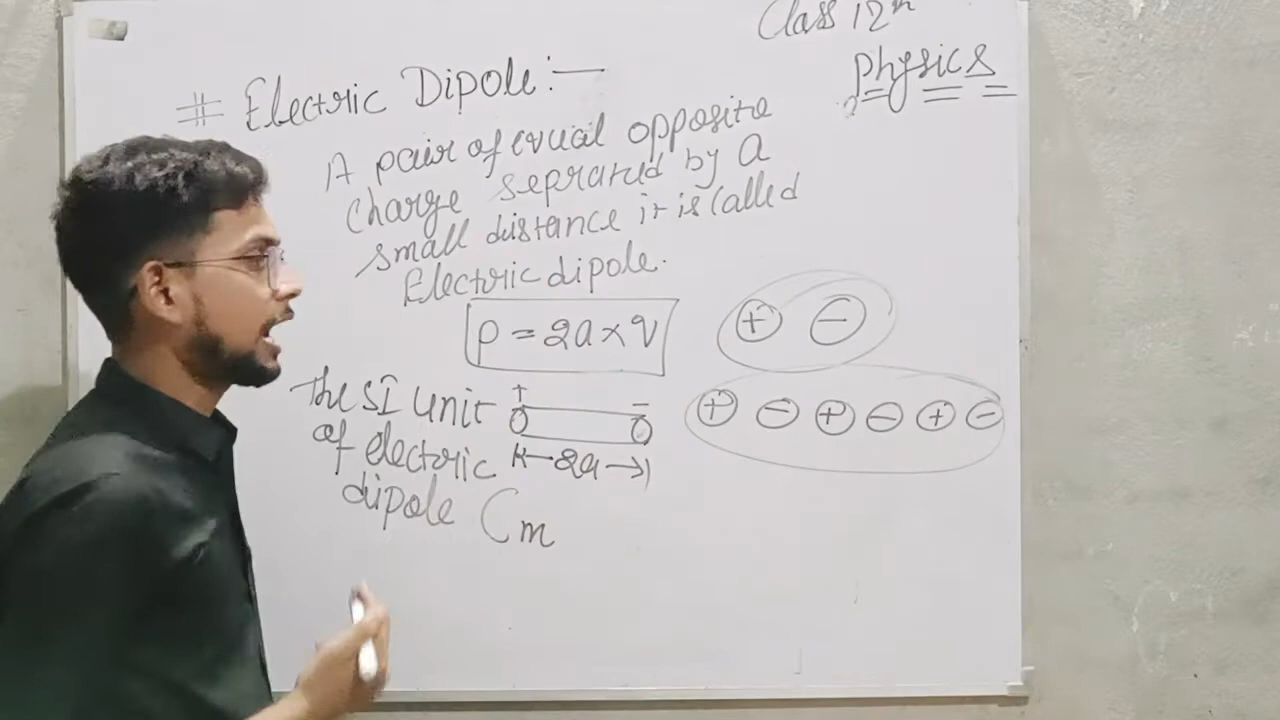 Class 12th
Physics
# Electric Dipole:—
A pair of equal opposite
charge seprated by a
small distance it is called
Electric dipole.
P = 2a × q
+ −
The SI unit
of electric
dipole Cm
+ −
2a
+ − + − + −